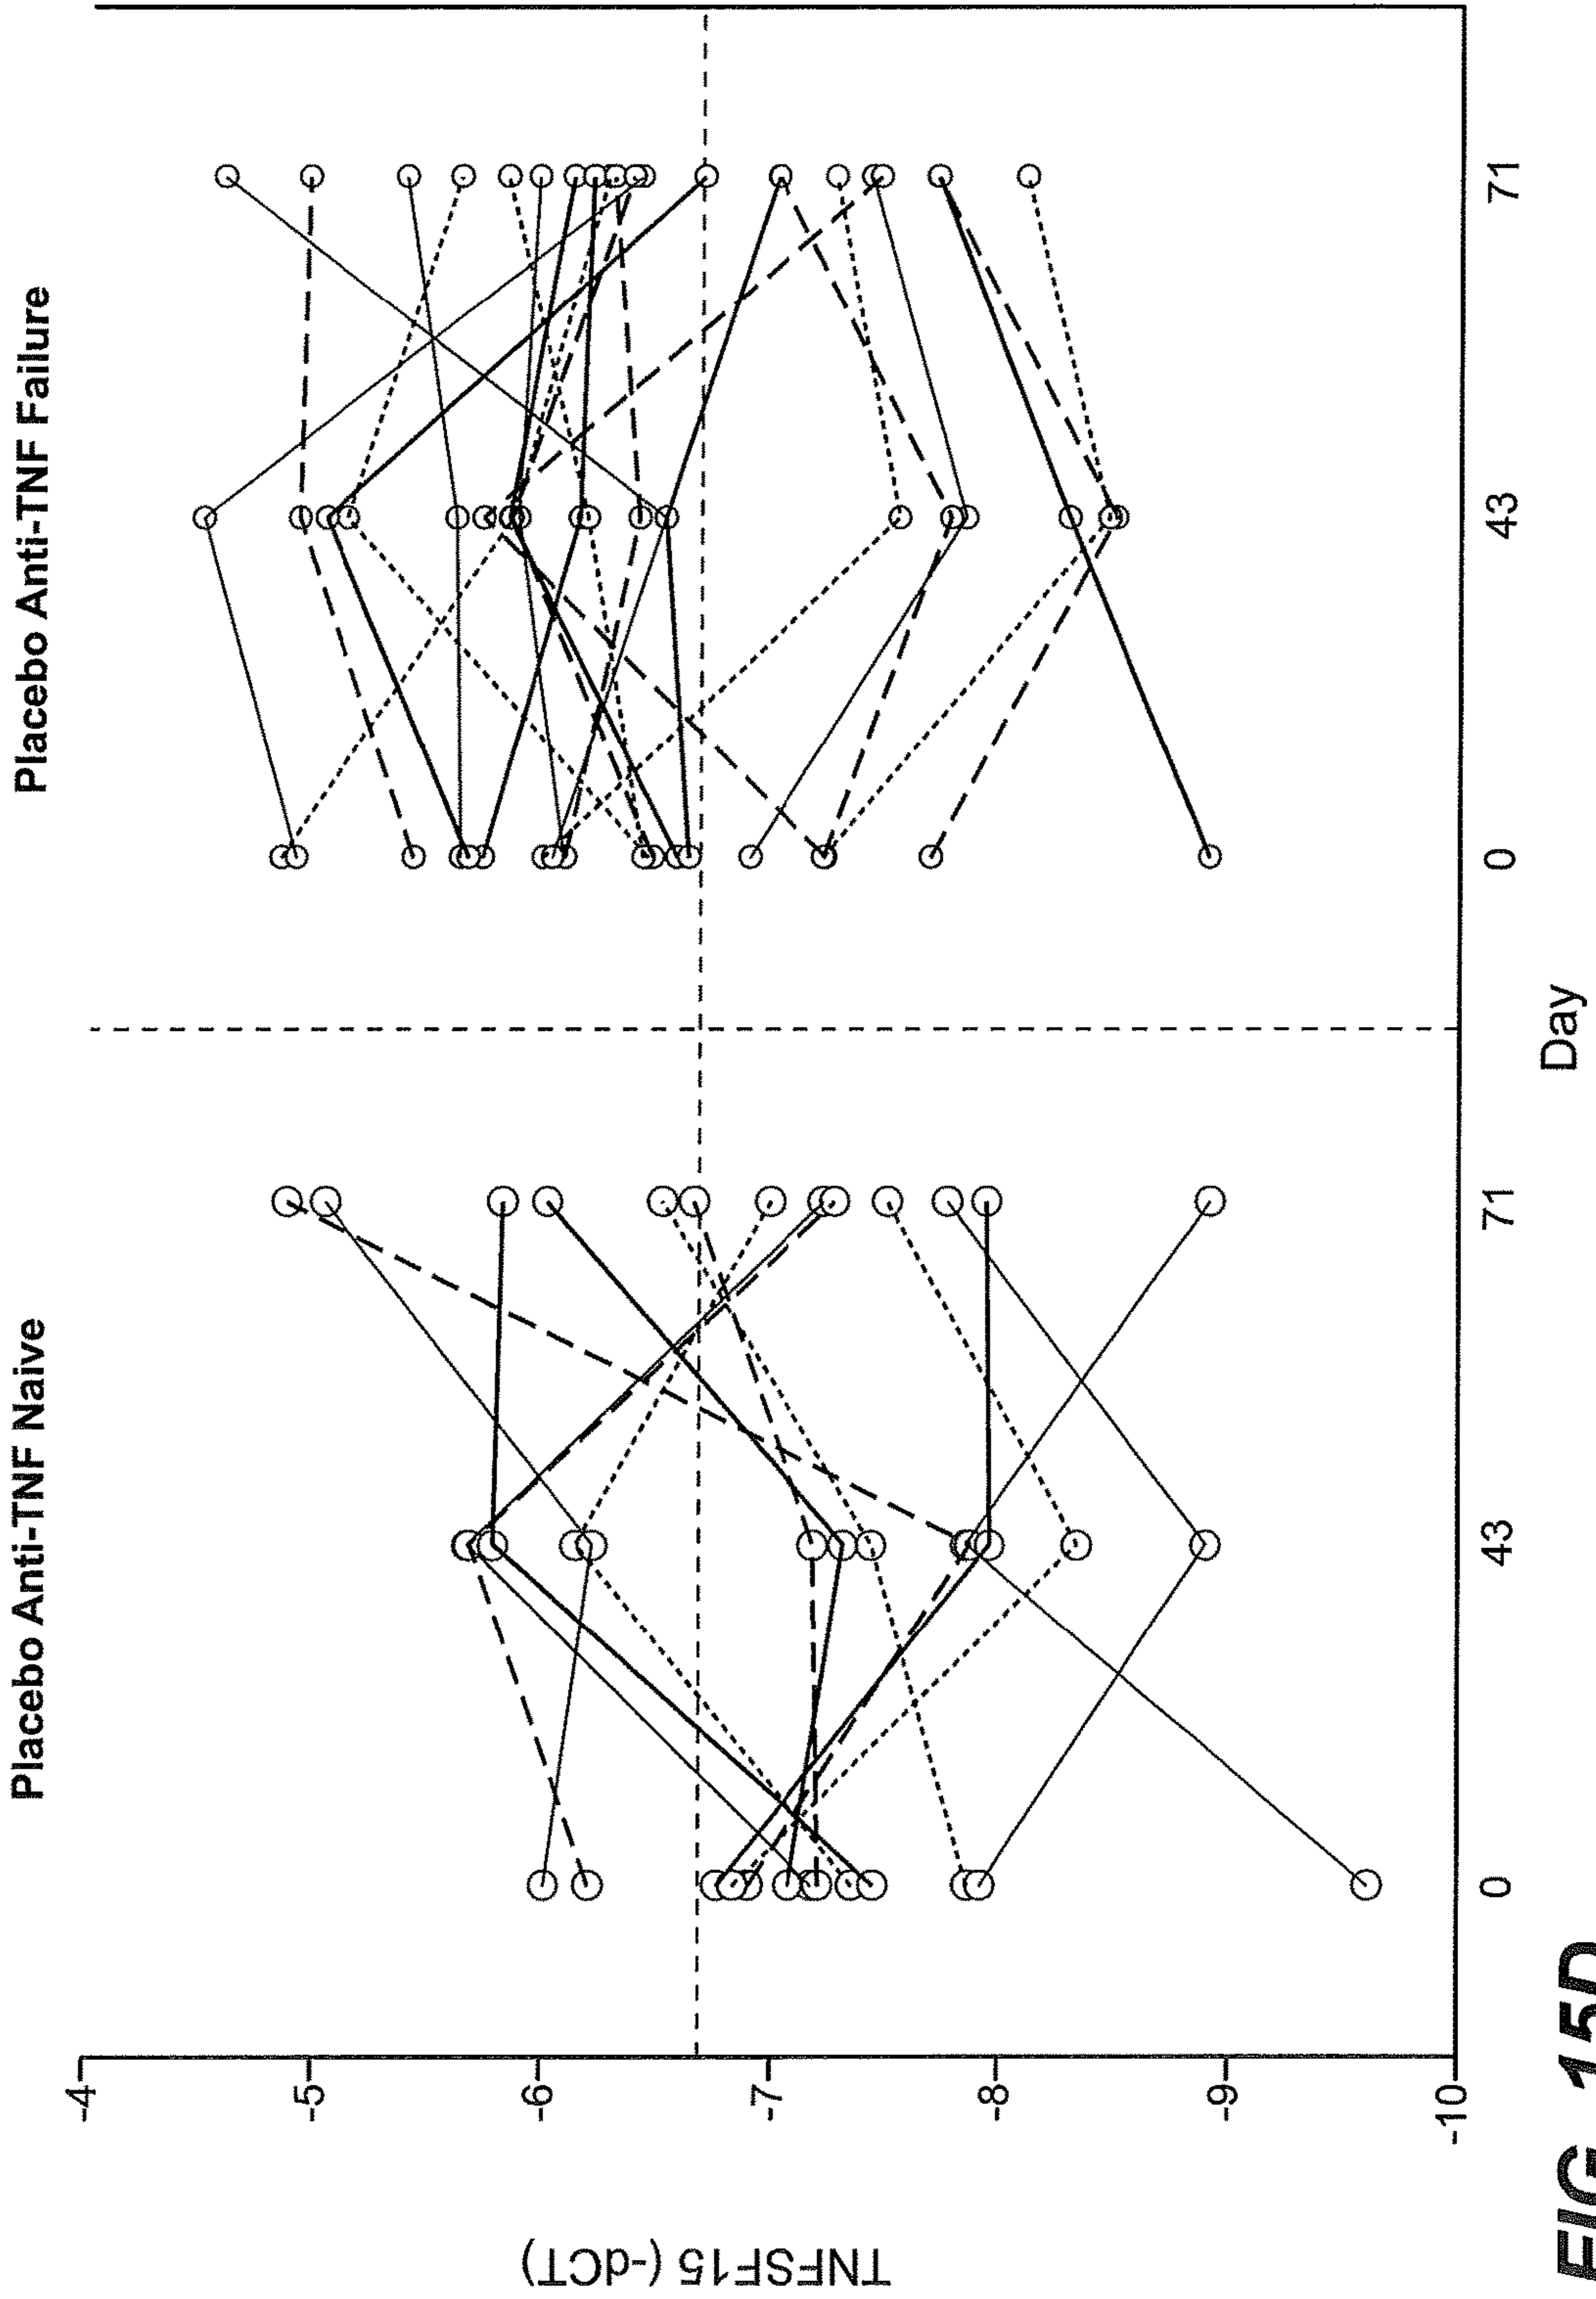 Placebo Anti-TNF Naive
Placebo Anti-TNF Failure
TNFSF15 (-dCT)
-4
-5
-6
-7
-8
-9
-10
0
43
71
0
43
71
Day
FIG. 15D